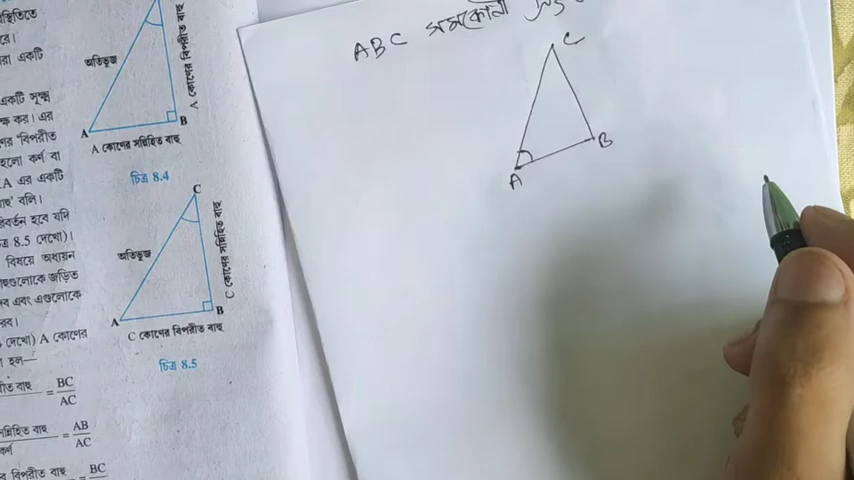 স্থিতিতে
রে।
রা একটি
একটি সূক্ষ্ম
ক্ষ কর। এর
ণের 'বিপরীত
হলো কর্ণ বা
A এর একটি
বাহু' বলি।
রিবর্তন হবে যদি
ত্র 8.5 দেখো)।
বিষয়ে অধ্যয়ন
াহুগুলোকে জড়িত
ব এবং এগুলোকে
করব।
দেখো) A কোণের
হল—
রীত বাহু = BC/AC
সন্নিহিত বাহু/কর্ণ = AB/AC
র বিপরীত বাহু = BC
অতিভূজ
A কোণের বিপরীত বাহু
A
B
A কোণের সন্নিহিত বাহু
চিত্র 8.4
C
অতিভূজ
C কোণের সন্নিহিত বাহু
A
B
C কোণের বিপরীত বাহু
চিত্র 8.5
ABC সমকোণী
C
B
A